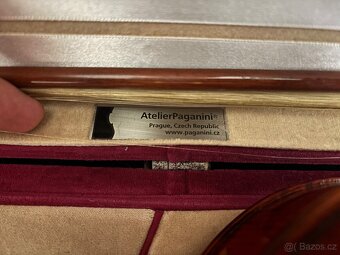 AtelierPaganini®
Prague, Czech Republic
www.paganini.cz
Bazos.cz